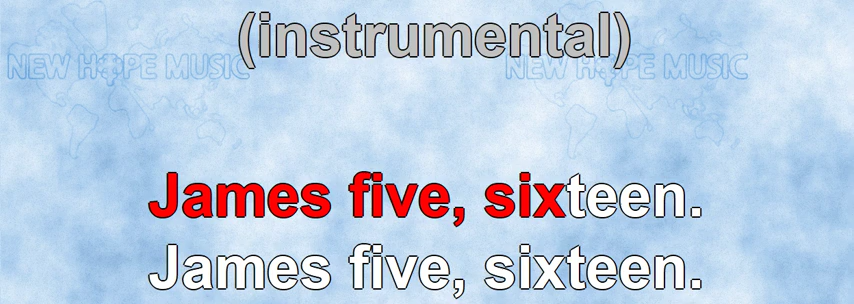 (instrumental)
NEW HOPE MUSIC NEW HOPE MUSIC
James five, sixteen.
James five, sixteen.